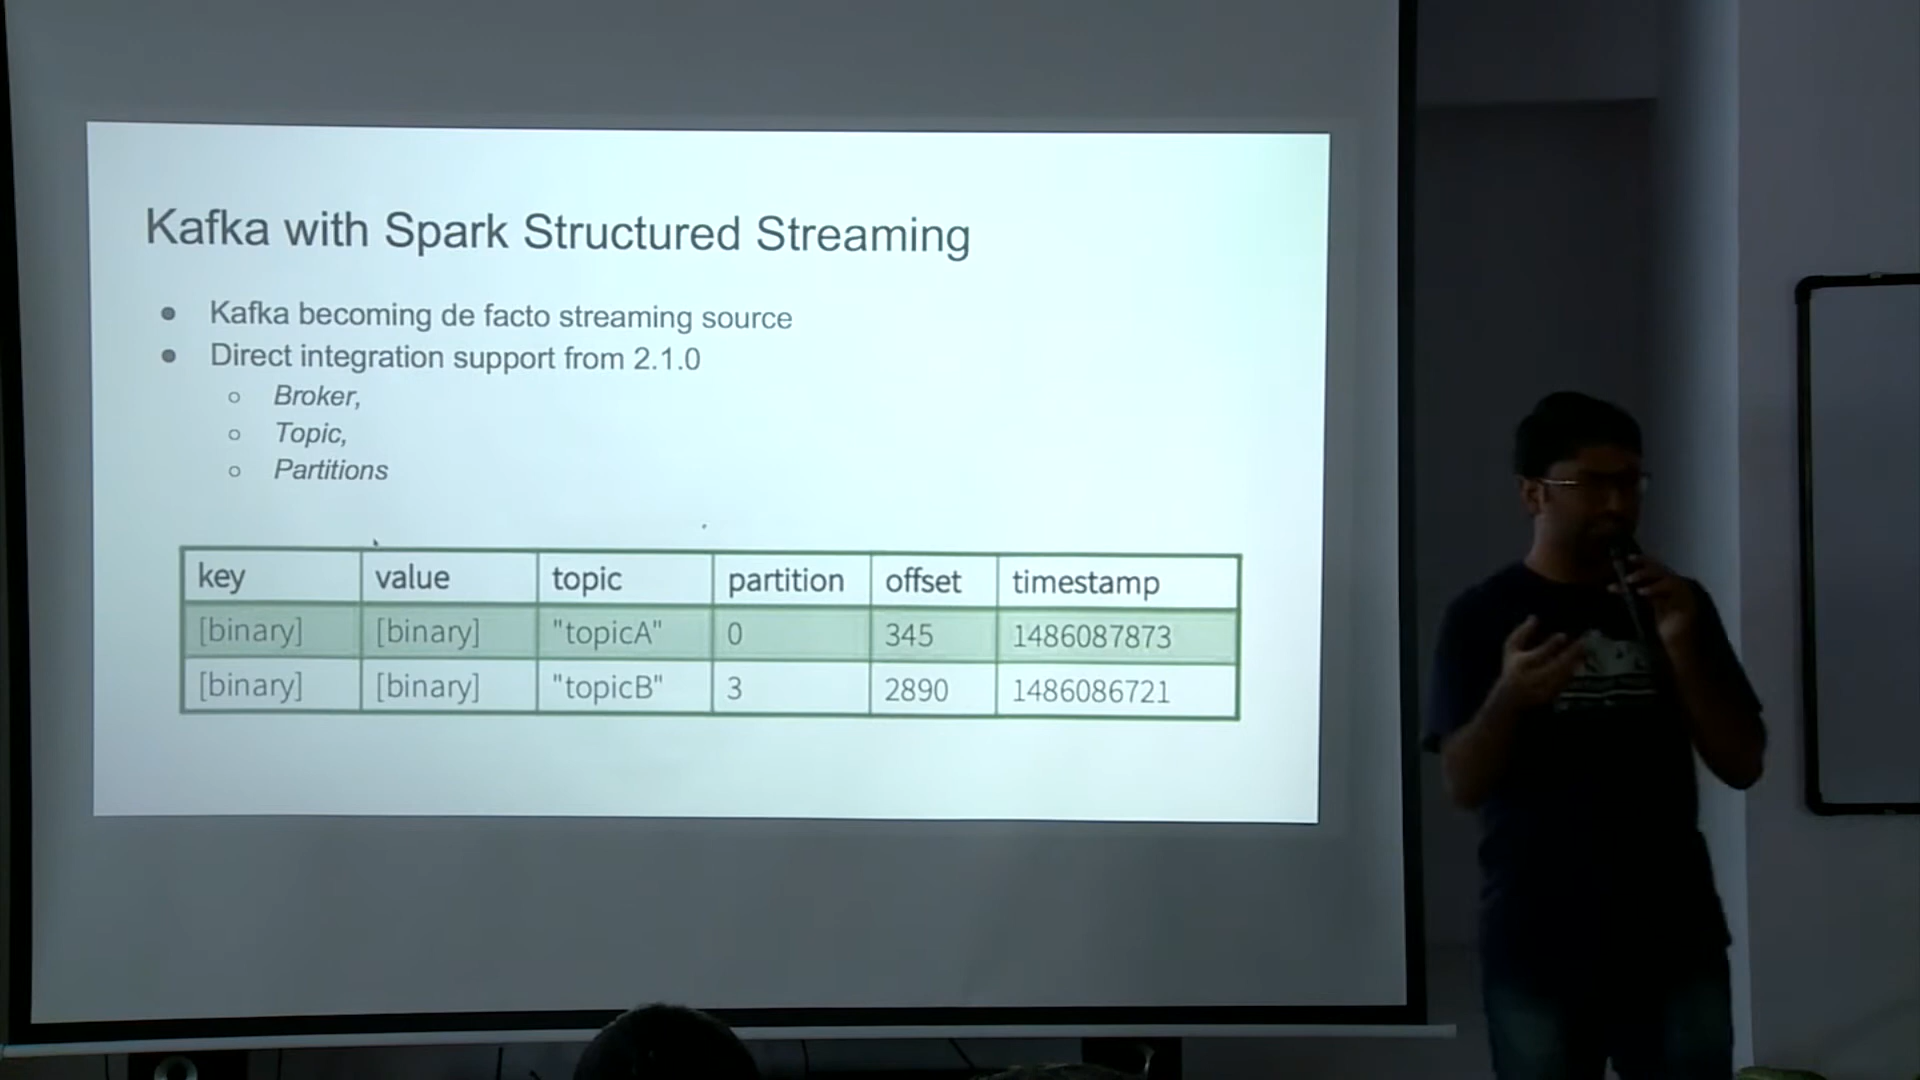 Kafka with Spark Structured Streaming
● Kafka becoming de facto streaming source
● Direct integration support from 2.1.0
○ Broker,
○ Topic,
○ Partitions
key value topic partition offset timestamp
[binary] [binary] "topicA" 0 345 1486087873
[binary] [binary] "topicB" 3 2890 1486086721